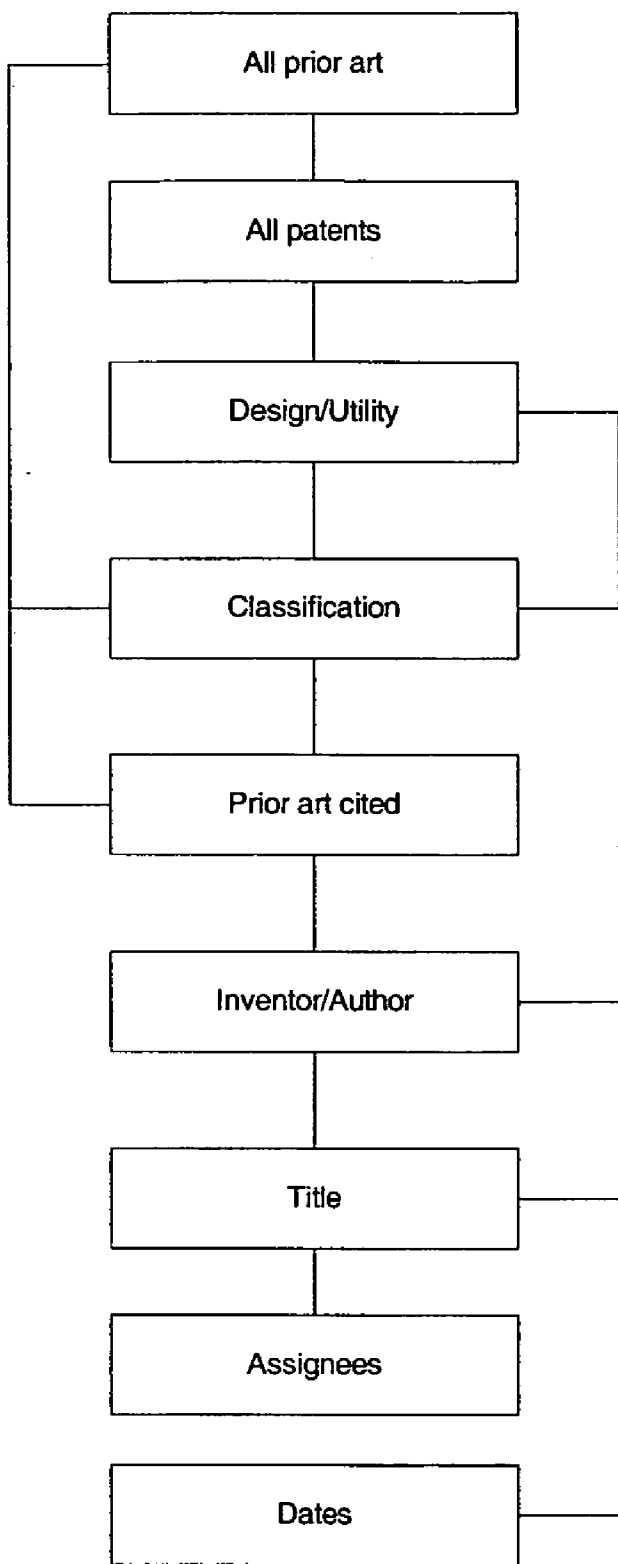 All prior art
All patents
Design/Utility
Classification
Prior art cited
Inventor/Author
Title
Assignees
Dates